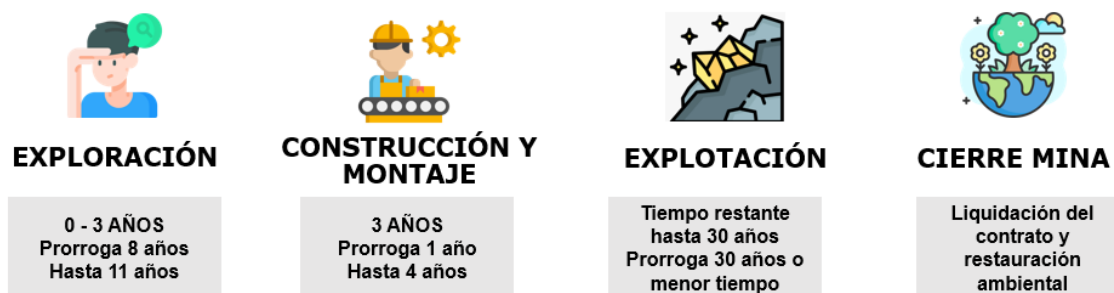 EXPLORACIÓN
0 - 3 AÑOS
Prorroga 8 años
Hasta 11 años
CONSTRUCCIÓN Y
MONTAJE
3 AÑOS
Prorroga 1 año
Hasta 4 años
EXPLOTACIÓN
Tiempo restante
hasta 30 años
Prorroga 30 años o
menor tiempo
CIERRE MINA
Liquidación del
contrato y
restauración
ambiental